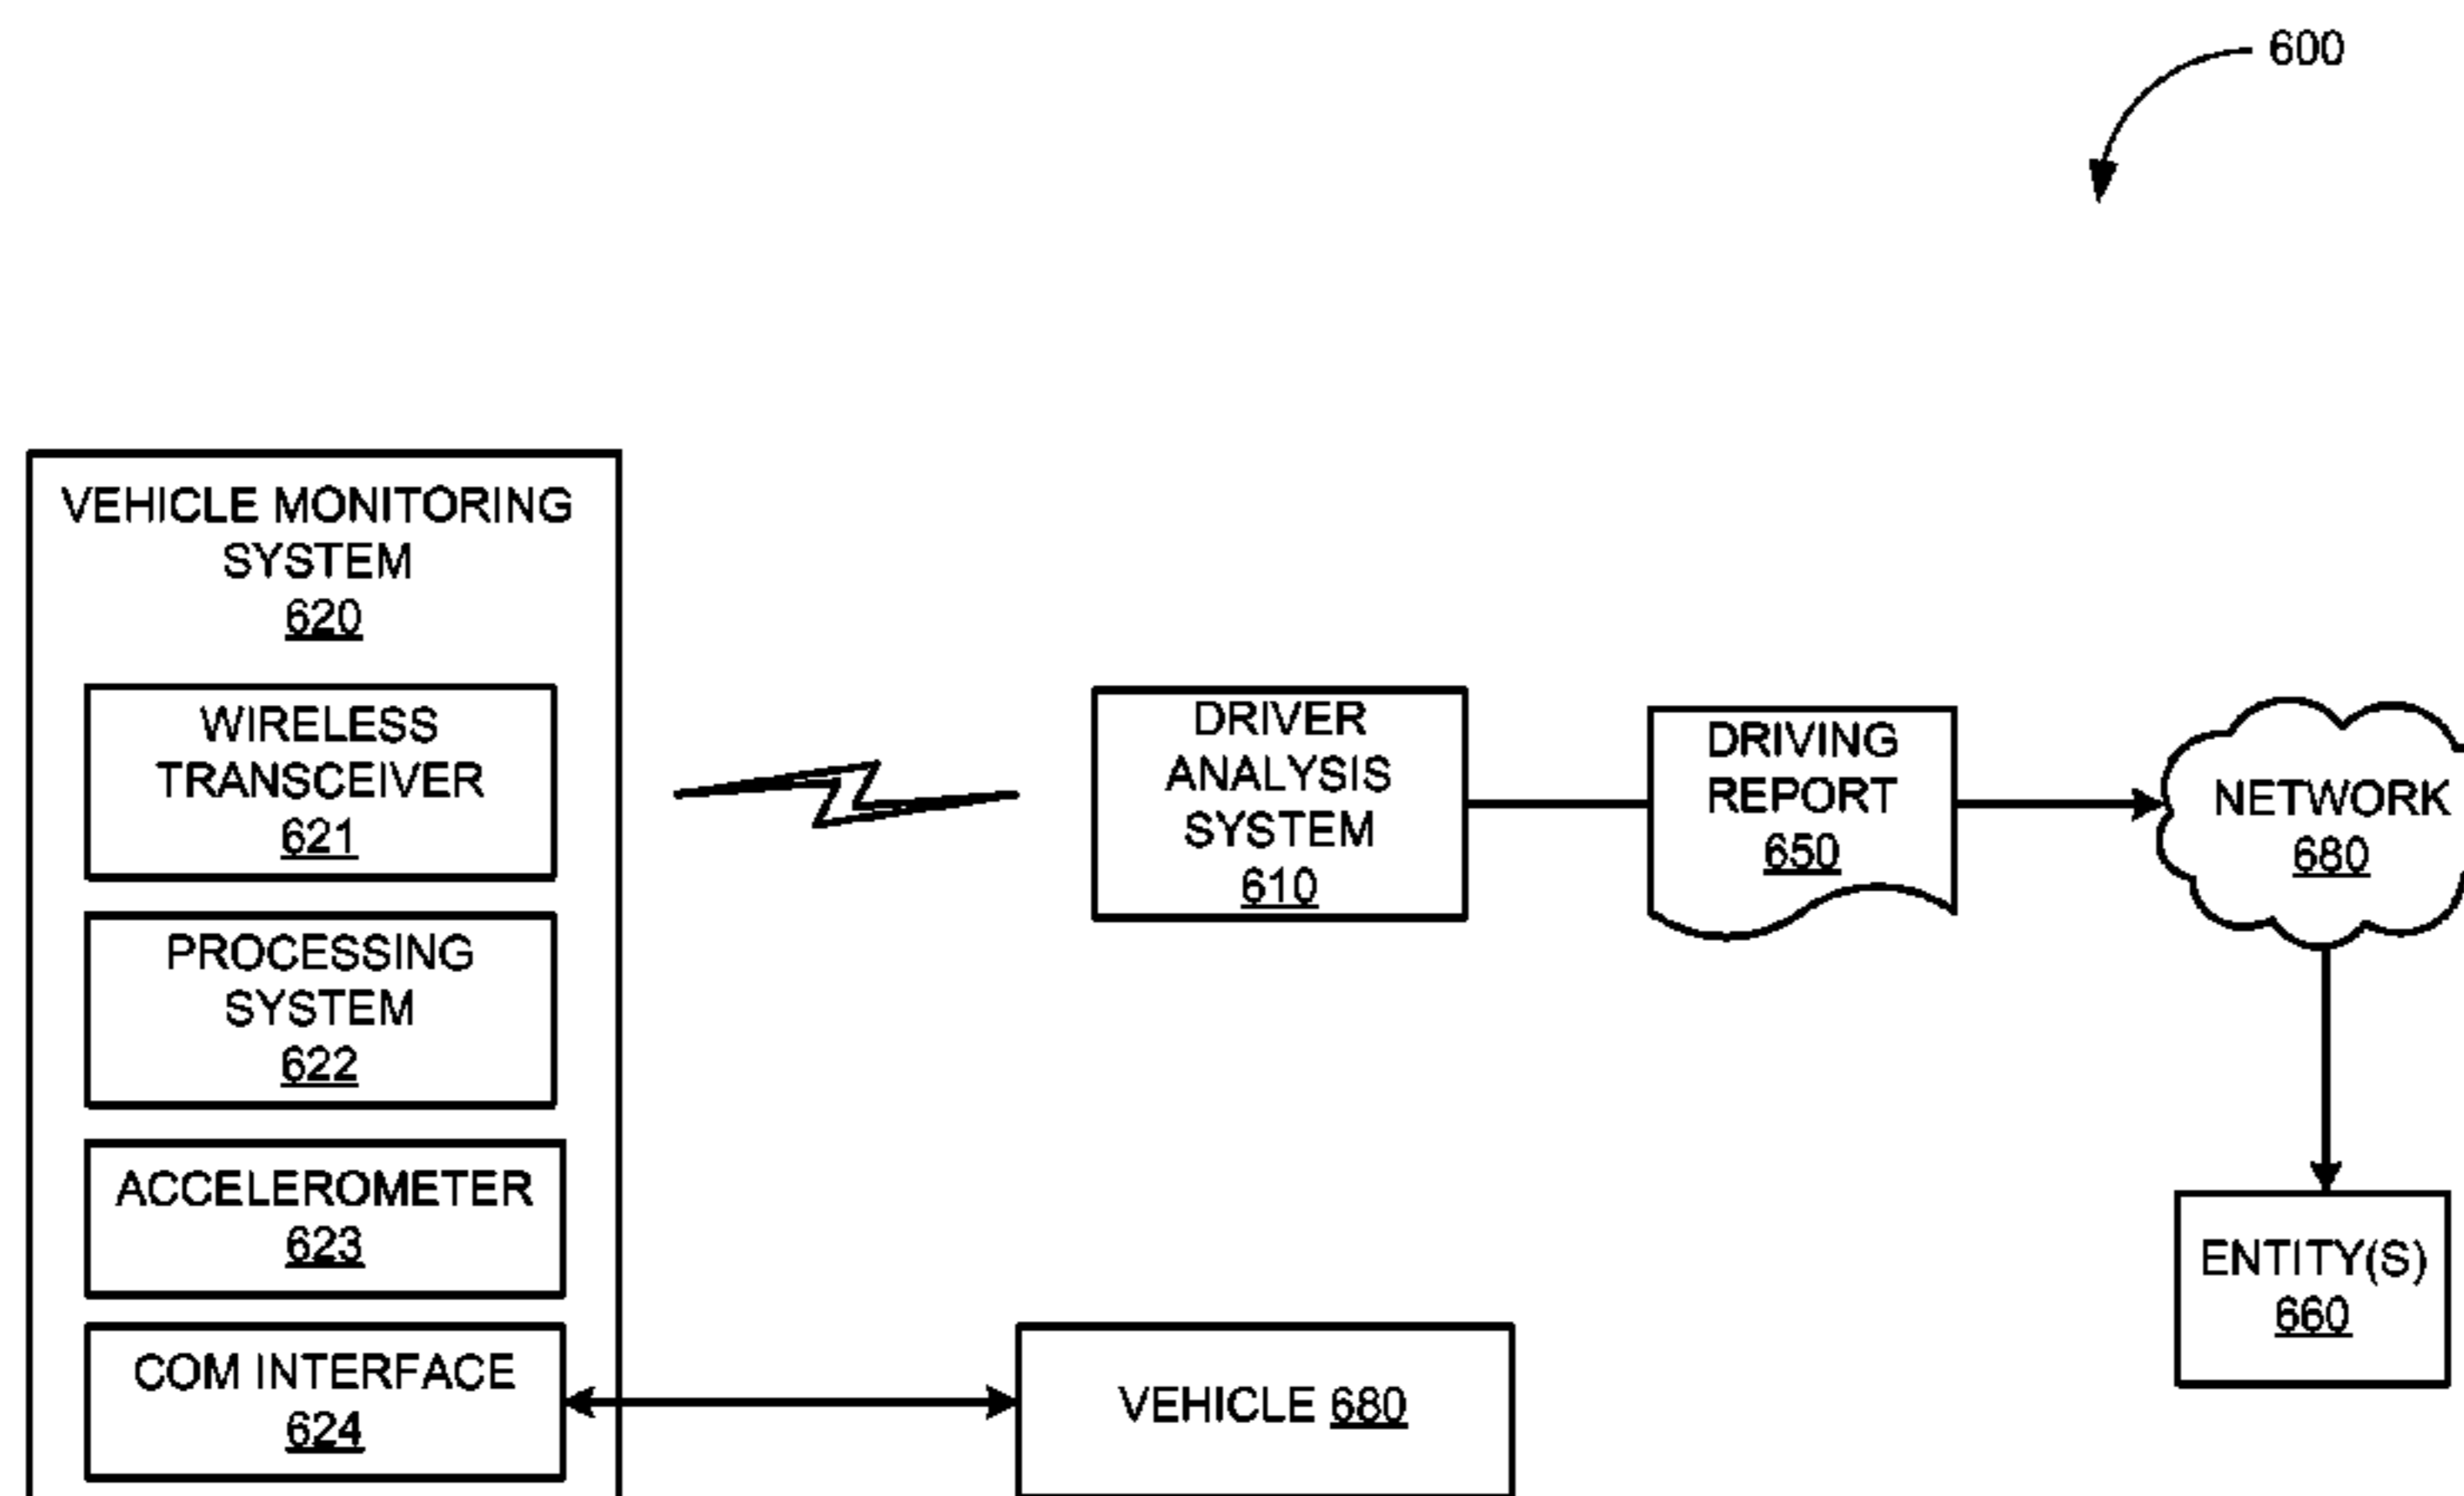 600
VEHICLE MONITORING
SYSTEM
620
WIRELESS
TRANSCEIVER
621
PROCESSING
SYSTEM
622
ACCELEROMETER
623
COM INTERFACE
624
DRIVER
ANALYSIS
SYSTEM
610
DRIVING
REPORT
650
NETWORK
680
ENTITY(S)
660
VEHICLE 680